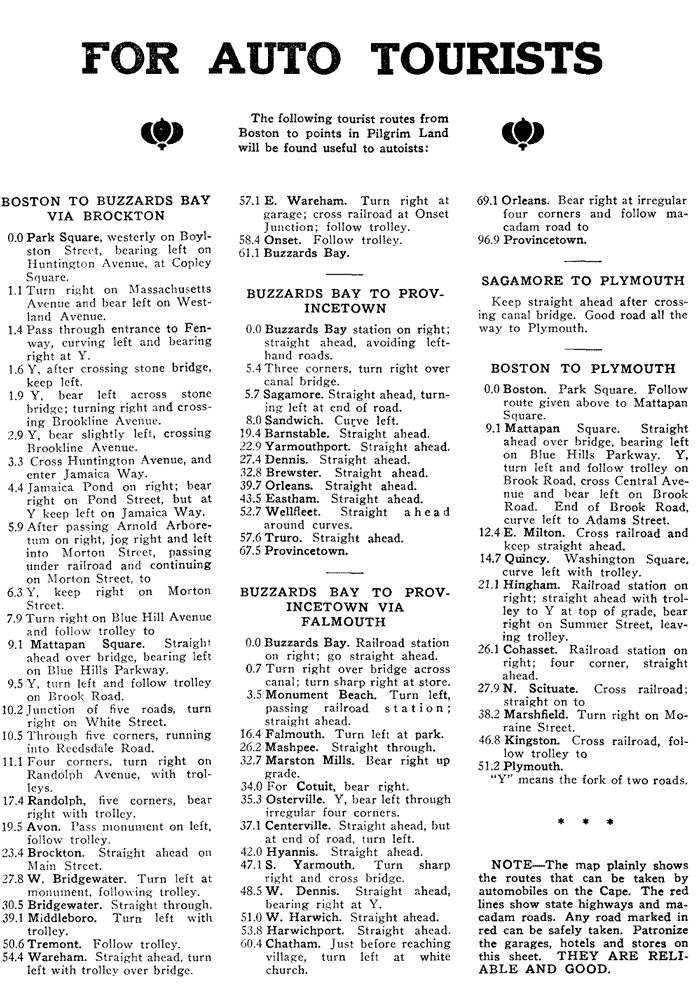 FOR AUTO TOURISTS
The following tourist routes from
Boston to points in Pilgrim Land
will be found useful to autoists:
BOSTON TO BUZZARDS BAY
VIA BROCKTON
0.0 Park Square, westerly on Boyl-
ston Street, bearing left on
Huntington Avenue, at Copley
Square.
1.1 Turn right on Massachusetts
Avenue and bear left on West-
land Avenue.
1.4 Pass through entrance to Fen-
way, curving left and bearing
right at Y.
1.6 Y, after crossing stone bridge,
keep left.
1.9 Y, bear left across stone
bridge; turning right and cross-
ing Brookline Avenue.
2.9 Y, bear slightly left, crossing
Brookline Avenue.
3.3 Cross Huntington Avenue, and
enter Jamaica Way.
4.4 Jamaica Pond on right; bear
right on Pond Street, but at
Y keep left on Jamaica Way.
5.9 After passing Arnold Arbore-
tum on right, jog right and left
into Morton Street, passing
under railroad and continuing
on Morton Street, to
6.3 Y, keep right on Morton
Street.
7.9 Turn right on Blue Hill Avenue
and follow trolley to
9.1 Mattapan Square. Straight
ahead over bridge, bearing left
on Blue Hills Parkway.
9.5 Y, turn left and follow trolley
on Brook Road.
10.2 Junction of five roads, turn
right on White Street.
10.5 Through five corners, running
into Reedsdale Road.
11.1 Four corners, turn right on
Randolph Avenue, with trol-
leys.
17.4 Randolph, five corners, bear
right with trolley.
19.5 Avon. Pass monument on left,
follow trolley.
23.4 Brockton. Straight ahead on
Main Street.
27.8 W. Bridgewater. Turn left at
monument, following trolley.
30.5 Bridgewater. Straight through.
39.1 Middleboro. Turn left with
trolley.
50.6 Tremont. Follow trolley.
54.4 Wareham. Straight ahead, turn
left with trolley over bridge.
57.1 E. Wareham. Turn right at
garage; cross railroad at Onset
Junction; follow trolley.
58.4 Onset. Follow trolley.
61.1 Buzzards Bay.
BUZZARDS BAY TO PROV-
INCETOWN
0.0 Buzzards Bay station on right;
straight ahead, avoiding left-
hand roads.
5.4 Three corners, turn right over
canal bridge.
5.7 Sagamore. Straight ahead, turn-
ing left at end of road.
8.0 Sandwich. Curve left.
19.4 Barnstable. Straight ahead.
22.9 Yarmouthport. Straight ahead.
27.4 Dennis. Straight ahead.
32.8 Brewster. Straight ahead.
39.7 Orleans. Straight ahead.
43.5 Eastham. Straight ahead.
52.7 Wellfleet. Straight ahead
around curves.
57.6 Truro. Straight ahead.
67.5 Provincetown.
BUZZARDS BAY TO PROV-
INCETOWN VIA
FALMOUTH
0.0 Buzzards Bay. Railroad station
on right; go straight ahead.
0.7 Turn right over bridge across
canal; turn sharp right at store.
3.5 Monument Beach. Turn left,
passing railroad station;
straight ahead.
16.4 Falmouth. Turn left at park.
26.2 Mashpee. Straight through.
32.7 Marston Mills. Bear right up
grade.
34.0 For Cotuit, bear right.
35.3 Osterville. Y, bear left through
irregular four corners.
37.1 Centerville. Straight ahead, but
at end of road, turn left.
42.0 Hyannis. Straight ahead.
47.1 S. Yarmouth. Turn sharp
right and cross bridge.
48.5 W. Dennis. Straight ahead,
bearing right at Y.
51.0 W. Harwich. Straight ahead.
53.8 Harwichport. Straight ahead.
60.4 Chatham. Just before reaching
village, turn left at white
church.
69.1 Orleans. Bear right at irregular
four corners and follow ma-
cadam road to
96.9 Provincetown.
SAGAMORE TO PLYMOUTH
Keep straight ahead after cross-
ing canal bridge. Good road all the
way to Plymouth.
BOSTON TO PLYMOUTH
0.0 Boston. Park Square. Follow
route given above to Mattapan
Square.
9.1 Mattapan Square. Straight
ahead over bridge, bearing left
on Blue Hills Parkway. Y,
turn left and follow trolley on
Brook Road, cross Central Ave-
nue and bear left on Brook
Road. End of Brook Road,
curve left to Adams Street.
12.4 E. Milton. Cross railroad and
keep straight ahead.
14.7 Quincy. Washington Square,
curve left with trolley.
21.1 Hingham. Railroad station on
right; straight ahead with trol-
ley to Y at top of grade, bear
right on Summer Street, leav-
ing trolley.
26.1 Cohasset. Railroad station on
right; four corner, straight
ahead.
27.9 N. Scituate. Cross railroad;
straight on to
38.2 Marshfield. Turn right on Mo-
raine Street.
46.8 Kingston. Cross railroad, fol-
low trolley to
51.2 Plymouth.
"Y" means the fork of two roads.
* * *
NOTE—The map plainly shows
the routes that can be taken by
automobiles on the Cape. The red
lines show state highways and ma-
cadam roads. Any road marked in
red can be safely taken. Patronize
the garages, hotels and stores on
this sheet. THEY ARE RELI-
ABLE AND GOOD.